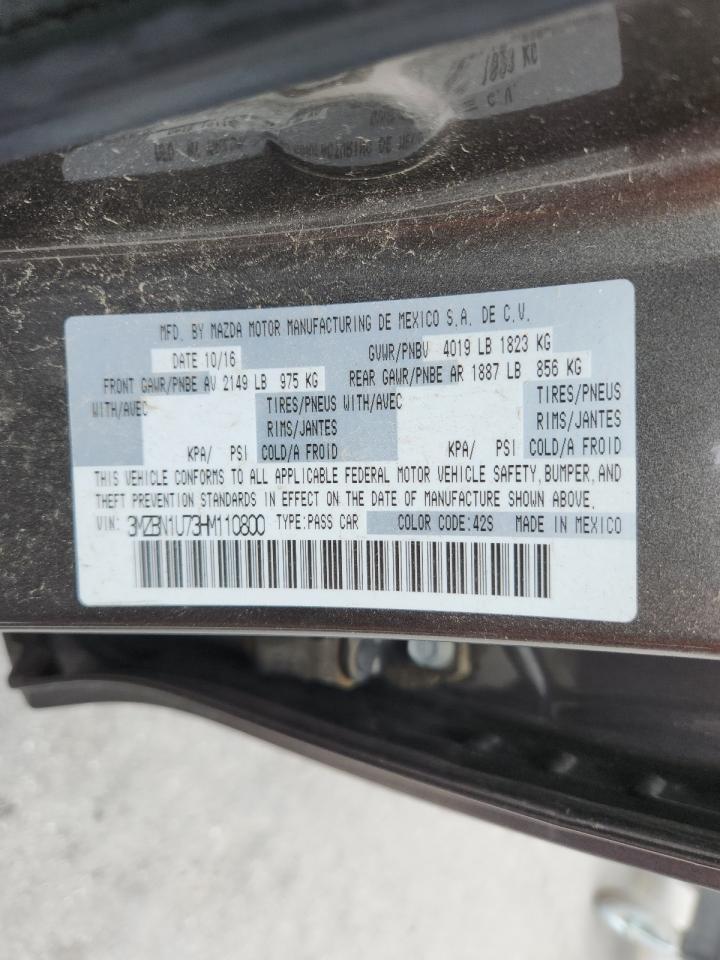 MFD. BY MAZDA MOTOR MANUFACTURING DE MEXICO S.A. DE C.V.
DATE 10/16 GVWR/PNBV 4019 LB 1823 KG
FRONT GAWR/PNBE AV 2149 LB 975 KG REAR GAWR/PNBE AR 1887 LB 856 KG
WITH/AVEC TIRES/PNEUS WITH/AVEC TIRES/PNEUS
RIMS/JANTES RIMS/JANTES
KPA/ PSI COLD/A FROID KPA/ PSI COLD/A FROID
THIS VEHICLE CONFORMS TO ALL APPLICABLE FEDERAL MOTOR VEHICLE SAFETY, BUMPER, AND
THEFT PREVENTION STANDARDS IN EFFECT ON THE DATE OF MANUFACTURE SHOWN ABOVE.
VIN: 3MZBN1U73HM110800 TYPE:PASS CAR COLOR CODE:42S MADE IN MEXICO